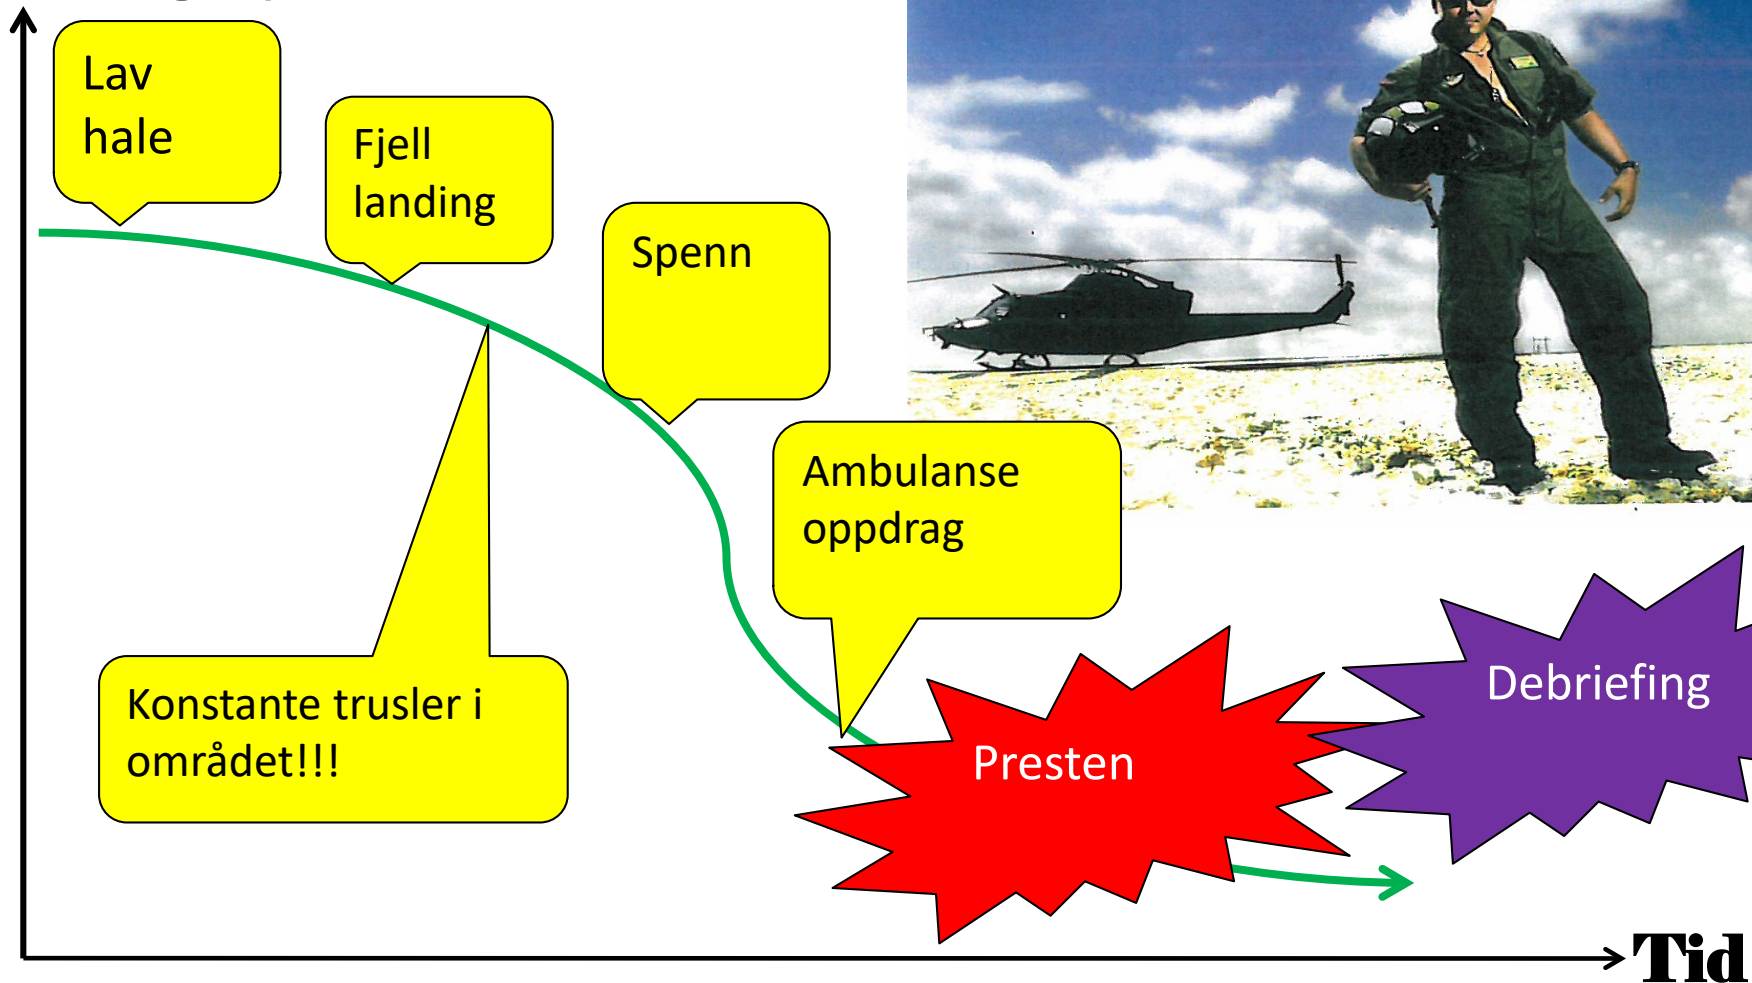 Lav
hale
Fjell
landing
Spenn
Ambulanse
oppdrag
Konstante trusler i
området!!!
Presten
Debriefing
Tid